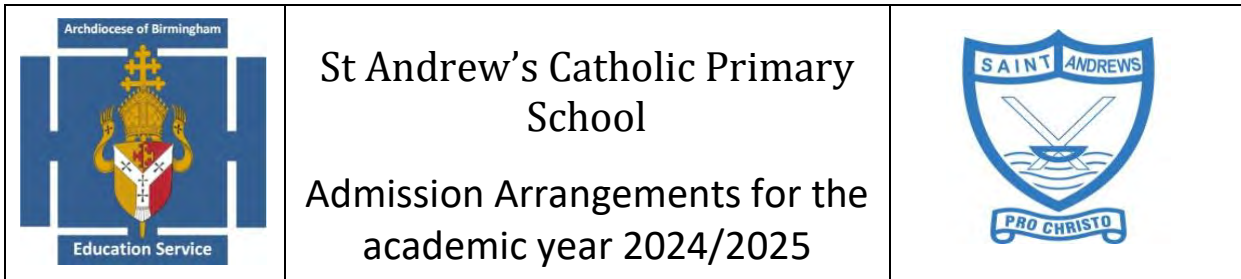 Archdiocese of Birmingham
Education Service
St Andrew’s Catholic Primary
School
Admission Arrangements for the
academic year 2024/2025
SAINT ANDREWS
PRO CHRISTO